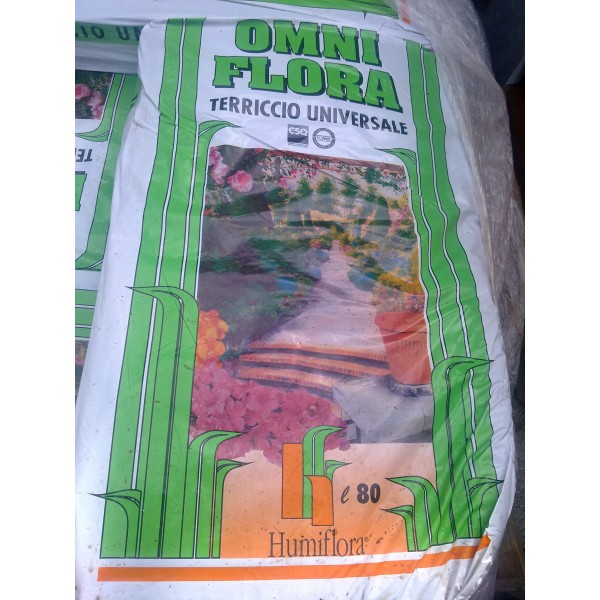 OMNI
FLORA
TERRICCIO UNIVERSALE
CSQ
ℓ 80
Humiflora®